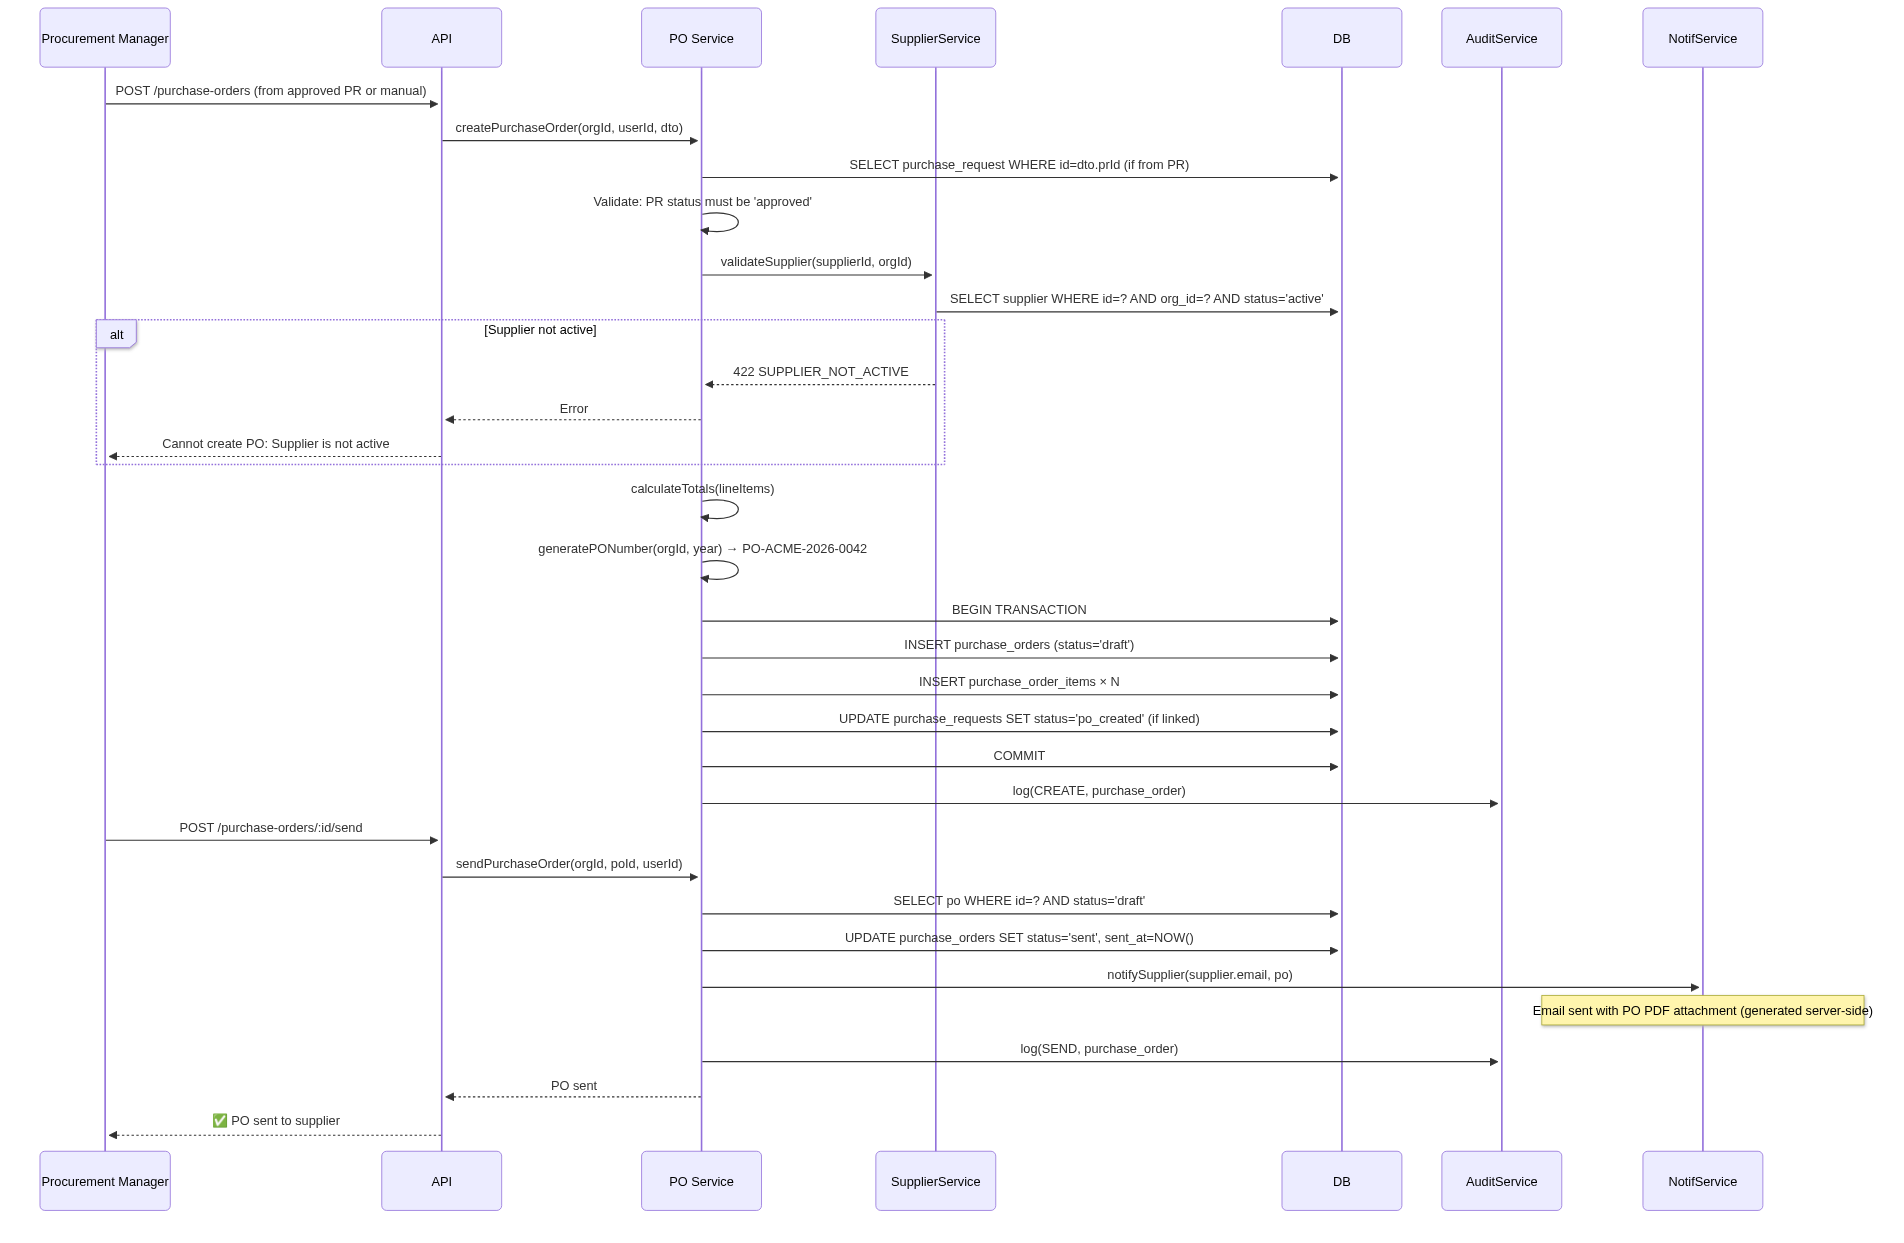 Procurement Manager
API
PO Service
SupplierService
DB
AuditService
NotifService
POST /purchase-orders (from approved PR or manual)
createPurchaseOrder(orgId, userId, dto)
SELECT purchase_request WHERE id=dto.prId (if from PR)
Validate: PR status must be 'approved'
validateSupplier(supplierId, orgId)
SELECT supplier WHERE id=? AND org_id=? AND status='active'
alt
[Supplier not active]
422 SUPPLIER_NOT_ACTIVE
Error
Cannot create PO: Supplier is not active
calculateTotals(lineItems)
generatePONumber(orgId, year) → PO-ACME-2026-0042
BEGIN TRANSACTION
INSERT purchase_orders (status='draft')
INSERT purchase_order_items × N
UPDATE purchase_requests SET status='po_created' (if linked)
COMMIT
log(CREATE, purchase_order)
POST /purchase-orders/:id/send
sendPurchaseOrder(orgId, poId, userId)
SELECT po WHERE id=? AND status='draft'
UPDATE purchase_orders SET status='sent', sent_at=NOW()
notifySupplier(supplier.email, po)
Email sent with PO PDF attachment (generated server-side)
log(SEND, purchase_order)
PO sent
✅ PO sent to supplier
Procurement Manager
API
PO Service
SupplierService
DB
AuditService
NotifService